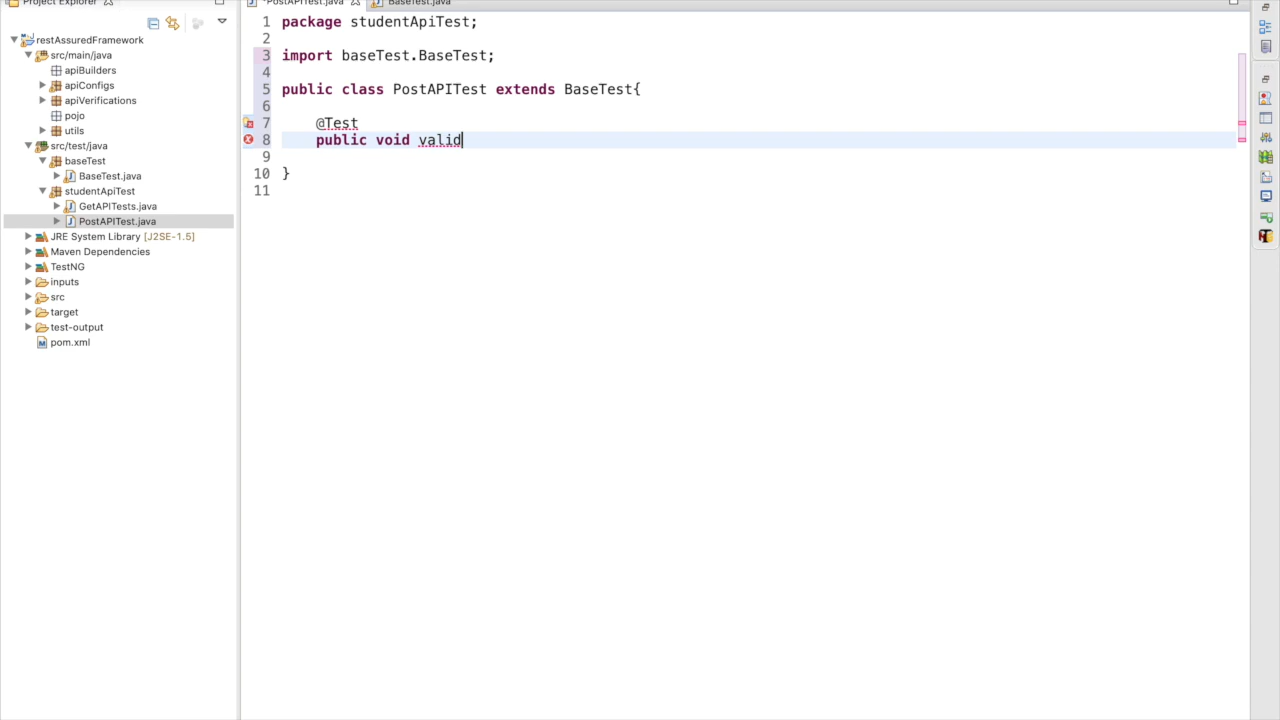 Project Explorer
*PostAPITest.java
BaseTest.java
restAssuredFramework
src/main/java
apiBuilders
apiConfigs
apiVerifications
pojo
utils
src/test/java
baseTest
BaseTest.java
studentApiTest
GetAPITests.java
PostAPITest.java
JRE System Library [J2SE-1.5]
Maven Dependencies
TestNG
inputs
src
target
test-output
pom.xml
1 package studentApiTest;
2
3 import baseTest.BaseTest;
4
5 public class PostAPITest extends BaseTest{
6
7 @Test
8 public void valid
9
10 }
11